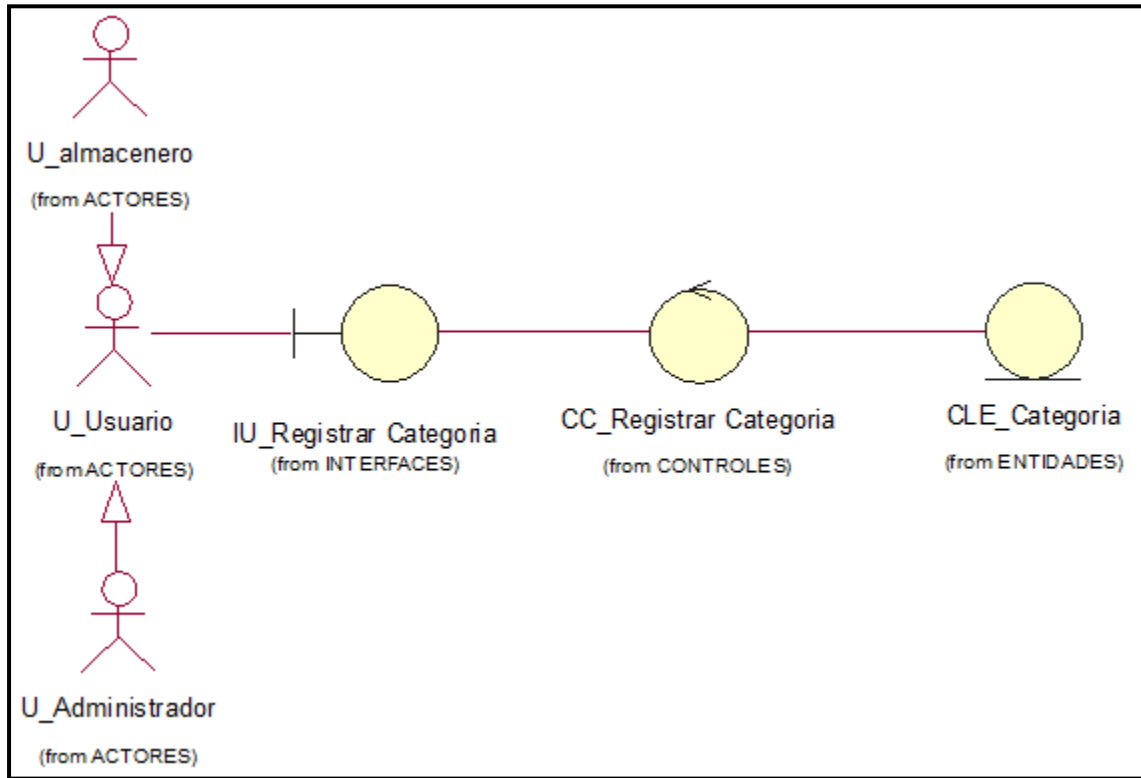 U_almacenero
(from ACTORES)
U_Usuario
(from ACTORES)
IU_Registrar Categoria
(from INTERFACES)
CC_Registrar Categoria
(from CONTROLES)
CLE_Categoria
(from ENTIDADES)
U_Administrador
(from ACTORES)